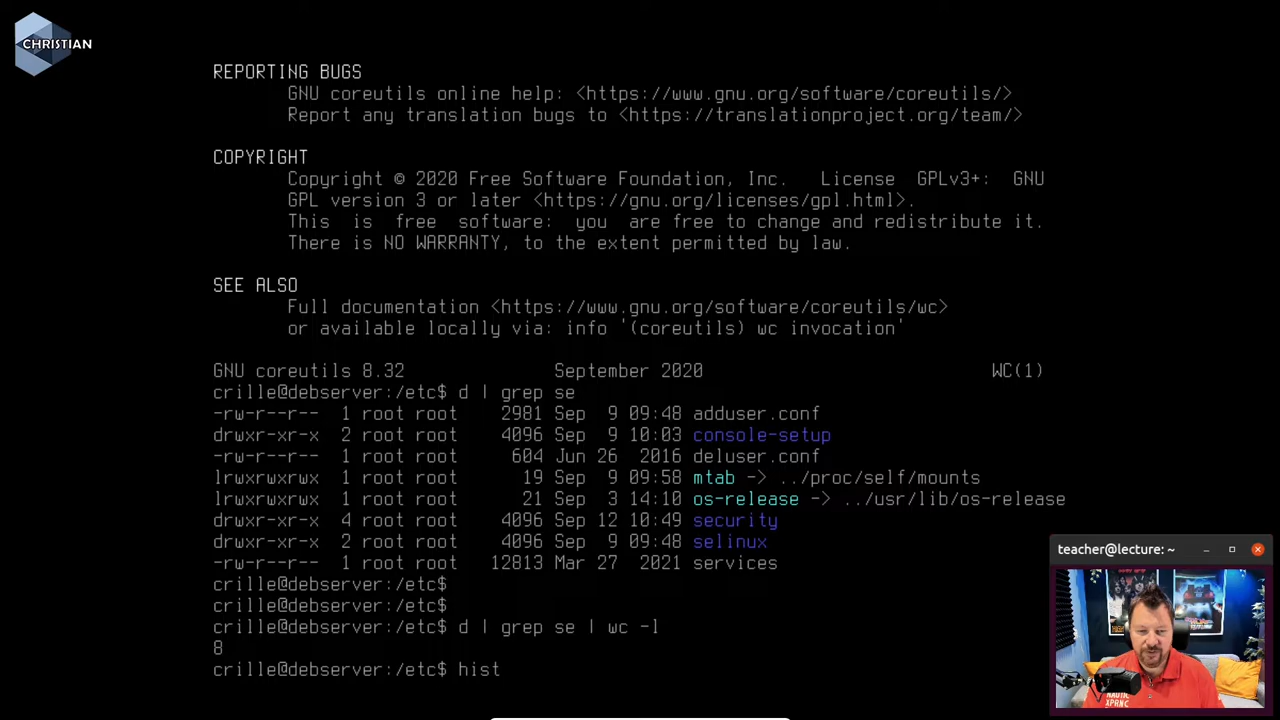 CHRISTIAN
REPORTING BUGS
GNU coreutils online help: <https://www.gnu.org/software/coreutils/>
Report any translation bugs to <https://translationproject.org/team/>
COPYRIGHT
Copyright © 2020 Free Software Foundation, Inc. License GPLv3+: GNU
GPL version 3 or later <https://gnu.org/licenses/gpl.html>.
This is free software: you are free to change and redistribute it.
There is NO WARRANTY, to the extent permitted by law.
SEE ALSO
Full documentation <https://www.gnu.org/software/coreutils/wc>
or available locally via: info '(coreutils) wc invocation'
GNU coreutils 8.32 September 2020 WC(1)
crille@debserver:/etc$ d | grep se
-rw-r--r-- 1 root root 2981 Sep 9 09:48 adduser.conf
drwxr-xr-x 2 root root 4096 Sep 9 10:03 console-setup
-rw-r--r-- 1 root root 604 Jun 26 2016 deluser.conf
lrwxrwxrwx 1 root root 19 Sep 9 09:58 mtab -> ../proc/self/mounts
lrwxrwxrwx 1 root root 21 Sep 3 14:10 os-release -> ../usr/lib/os-release
drwxr-xr-x 4 root root 4096 Sep 12 10:49 security
drwxr-xr-x 2 root root 4096 Sep 9 09:48 selinux
-rw-r--r-- 1 root root 12813 Mar 27 2021 services
crille@debserver:/etc$
crille@debserver:/etc$
crille@debserver:/etc$ d | grep se | wc -l
8
crille@debserver:/etc$ hist
teacher@lecture: ~